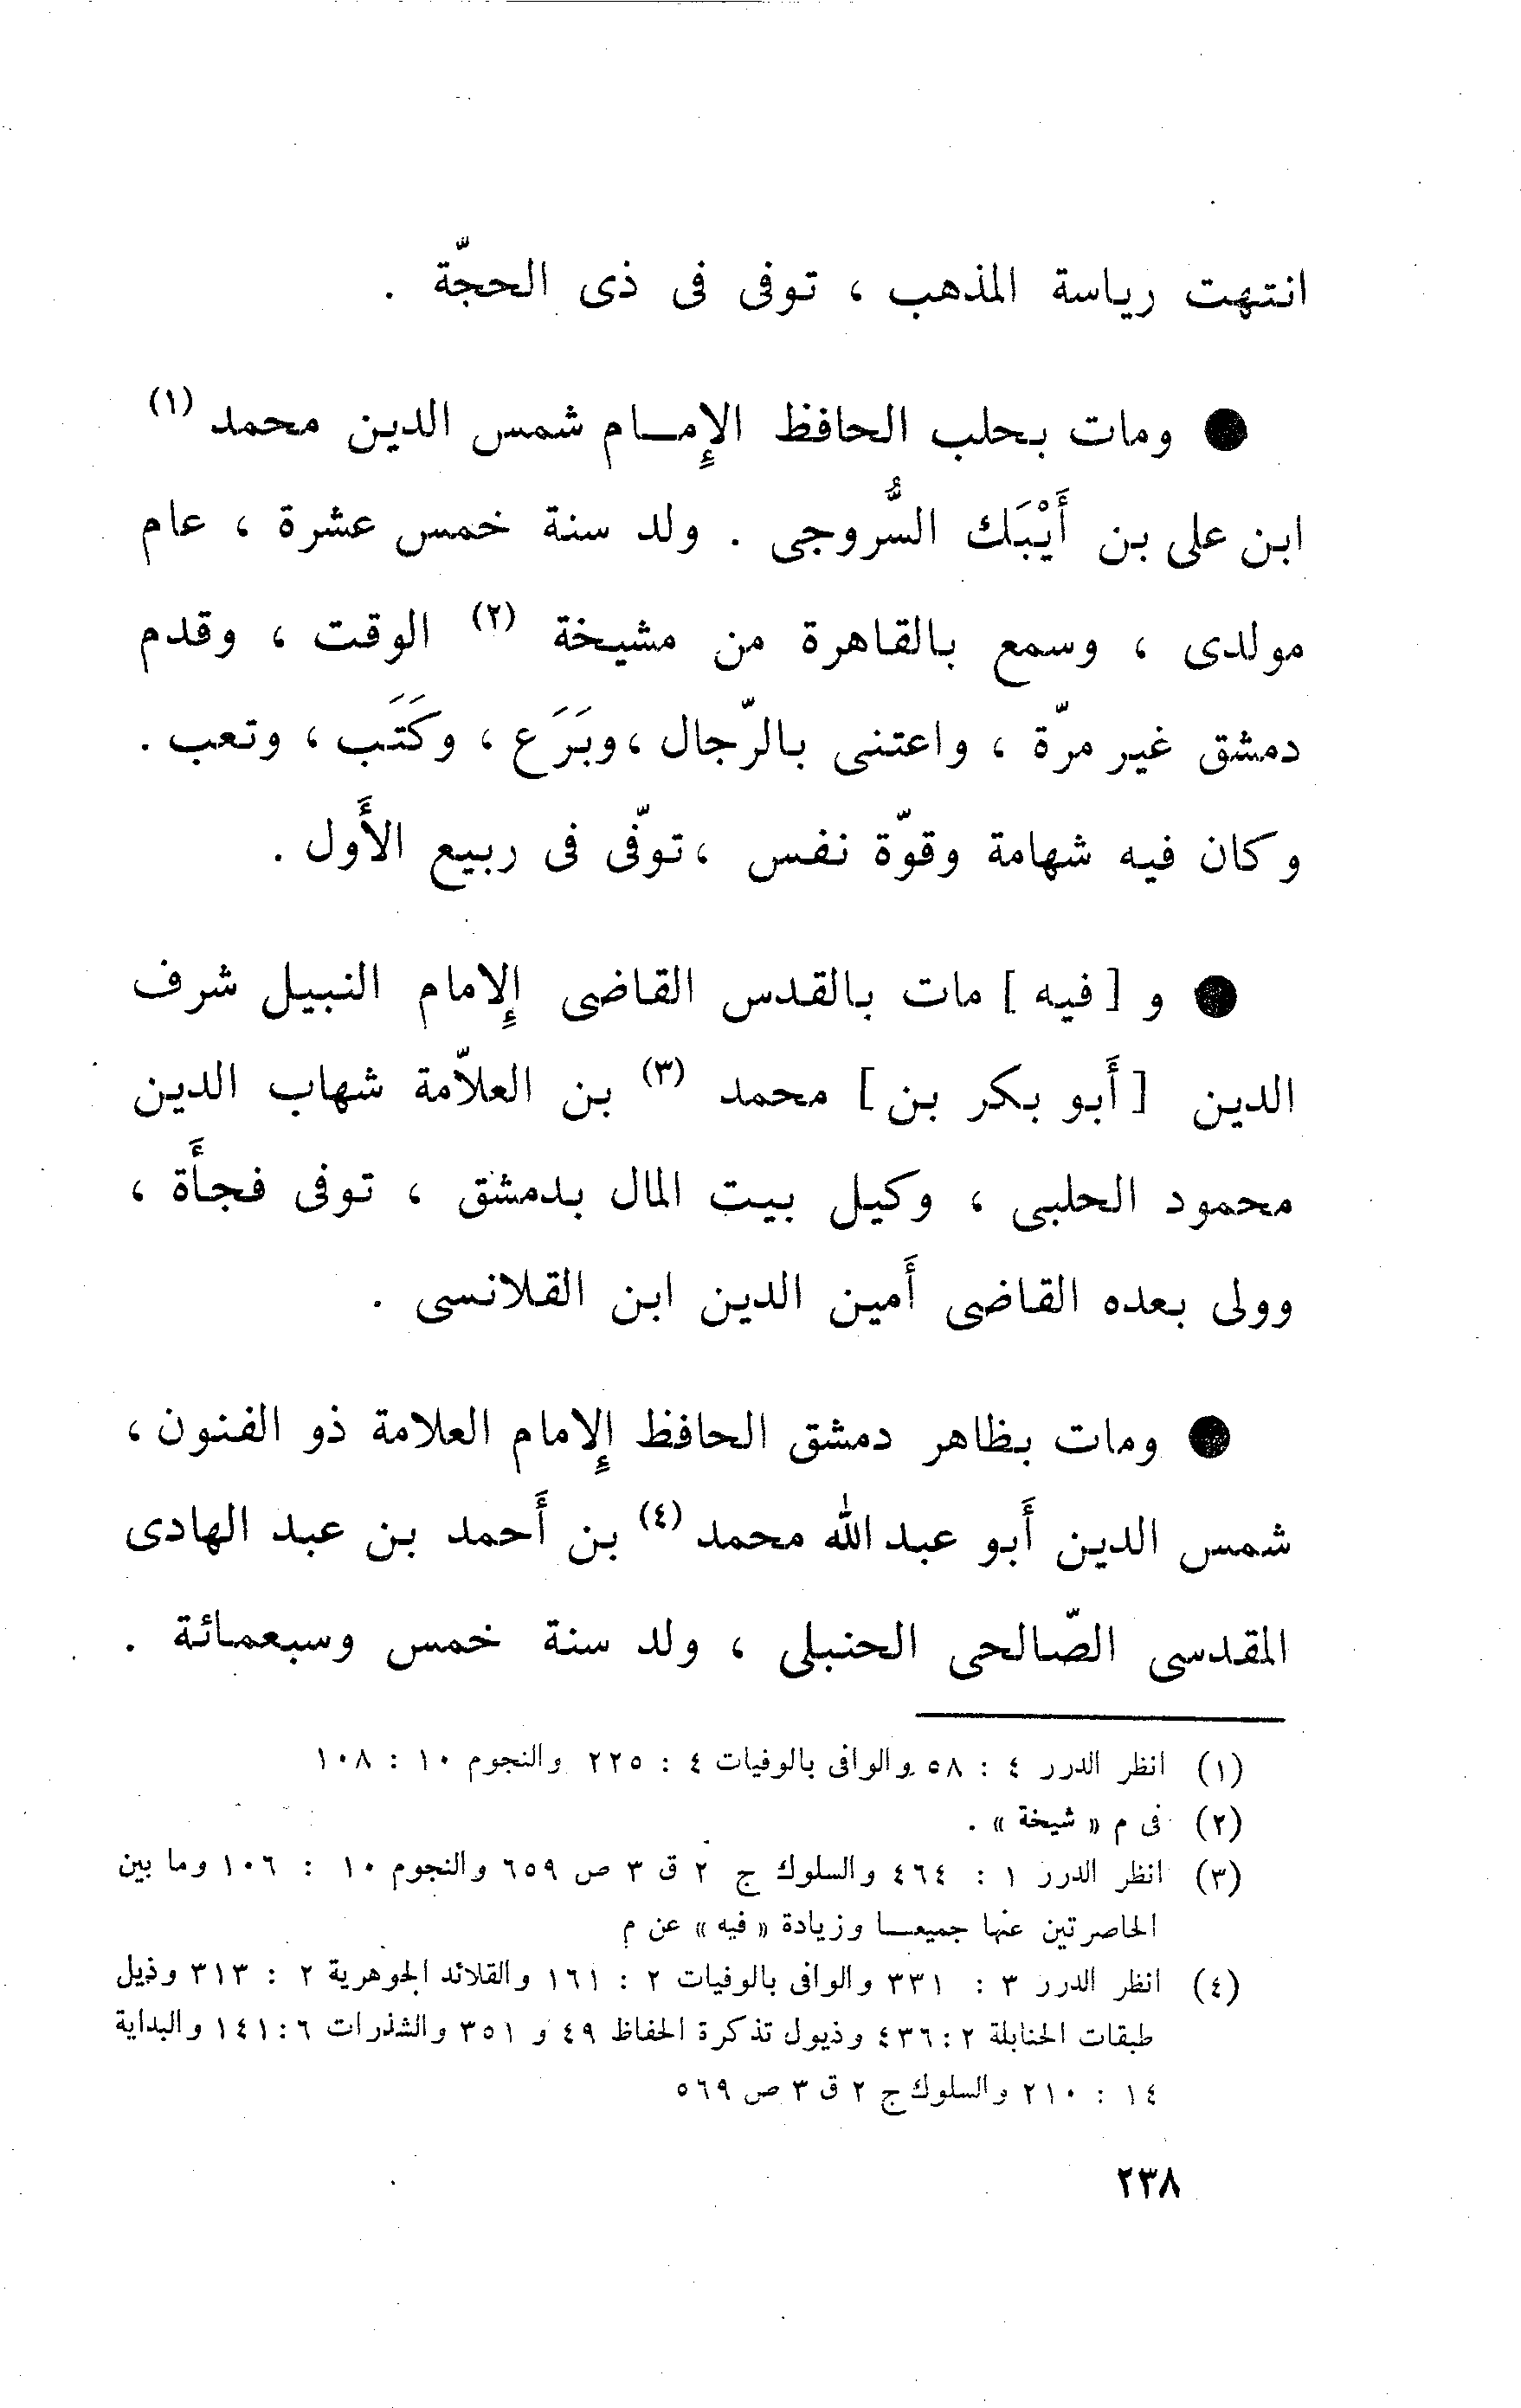 انتهت رياسة المذهب ، توفى فى ذى الحجّة .
● ومات بحلب الحافظ الإمام شمس الدين محمد (١)
ابن على بن أَيْبَك السُّروجى . ولد سنة خمس عشرة ، عام
مولدى ، وسمع بالقاهرة من مشيخة (٢) الوقت ، وقدم
دمشق غير مرّة ، واعتنى بالرّجال ، وبَرَع ، وكَتَب ، وتعب .
وكان فيه شهامة وقوّة نفس ، توفّى فى ربيع الأَول .
● و [ فيه ] مات بالقدس القاضى الإمام النبيل شرف
الدين [ أَبو بكر بن ] محمد (٣) بن العلاّمة شهاب الدين
محمود الحلبى ، وكيل بيت المال بدمشق ، توفى فجأَة ،
وولى بعده القاضى أَمين الدين ابن القلانسى .
● ومات بظاهر دمشق الحافظ الإمام العلامة ذو الفنون ،
شمس الدين أَبو عبد الله محمد (٤) بن أَحمد بن عبد الهادى
المقدسى الصّالحى الحنبلى ، ولد سنة خمس وسبعمائة .
(١) انظر الدرر ٤ : ٥٨ والوافى بالوفيات ٤ : ٢٢٥ والنجوم ١٠ : ١٠٨
(٢) فى م « شيخة » .
(٣) انظر الدرر ١ : ٤٦٤ والسلوك ج ٢ ق ٣ ص ٦٥٩ والنجوم ١٠ : ١٠٦ وما بين
الحاصرتين عنها جميعا وزيادة « فيه » عن م
(٤) انظر الدرر ٣ : ٣٣١ والوافى بالوفيات ٢ : ١٦١ والقلائد الجوهرية ٢ : ٣١٣ وذيل
طبقات الحنابلة ٢ : ٤٣٦ وذيول تذكرة الحفاظ ٤٩ و ٣٥١ والشذرات ٦ : ١٤١ والبداية
١٤ : ٢١٠ والسلوك ج ٢ ق ٣ ص ٥٦٩
٢٣٨